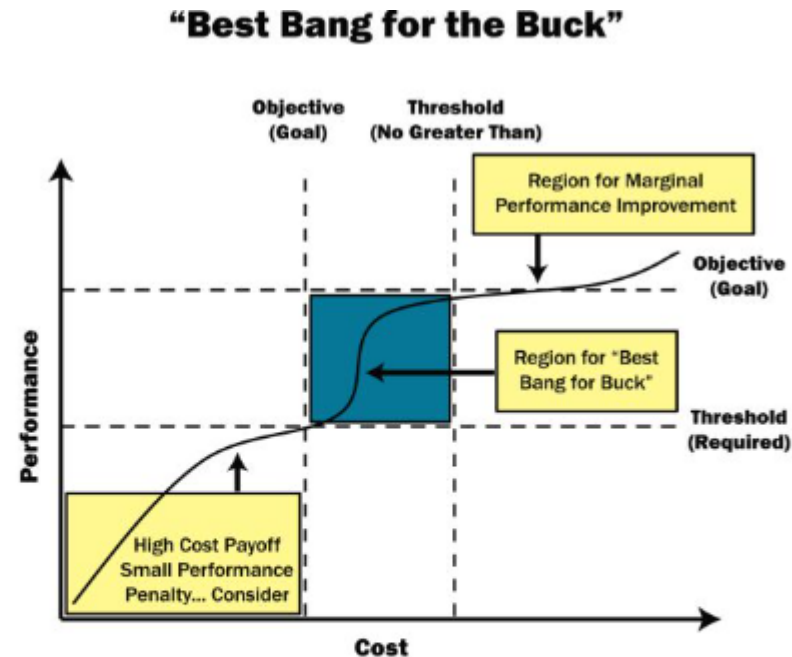 “Best Bang for the Buck”
Objective
(Goal)
Threshold
(No Greater Than)
Region for Marginal
Performance Improvement
Objective
(Goal)
Region for “Best
Bang for Buck”
Threshold
(Required)
Performance
High Cost Payoff
Small Performance
Penalty... Consider
Cost